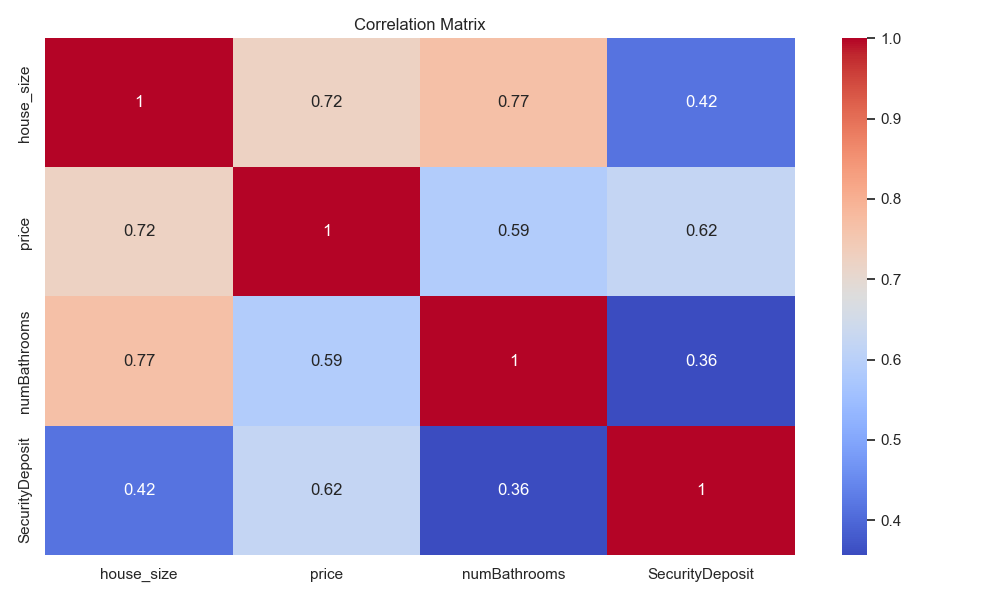 Correlation Matrix
house_size 1 0.72 0.77 0.42
price 0.72 1 0.59 0.62
numBathrooms 0.77 0.59 1 0.36
SecurityDeposit 0.42 0.62 0.36 1
house_size price numBathrooms SecurityDeposit
1.0
0.9
0.8
0.7
0.6
0.5
0.4